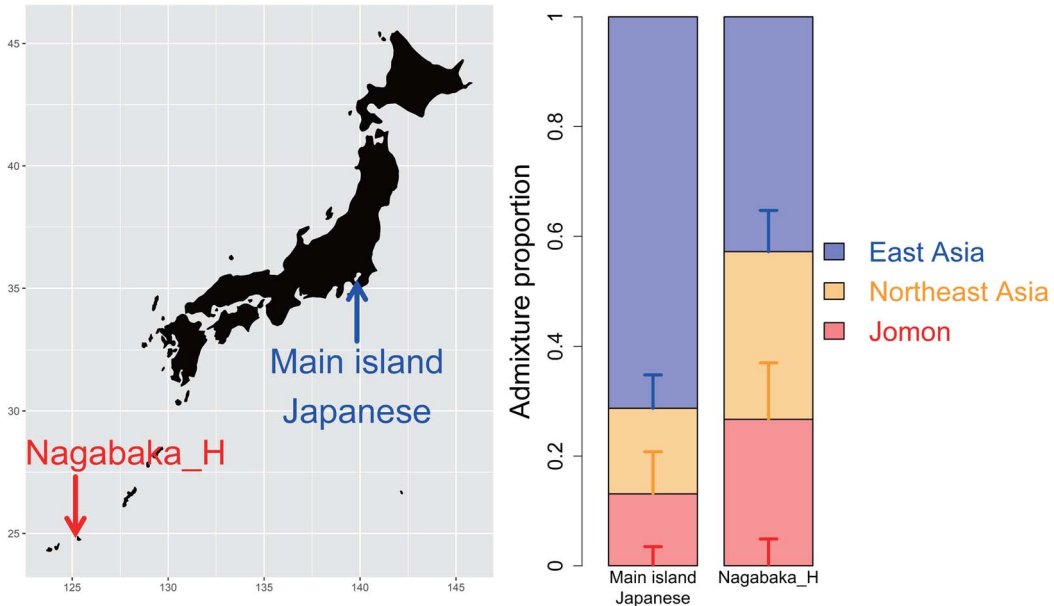 45
40
35
30
25
125
130
135
140
145
Main island
Japanese
Nagabaka_H
Admixture proportion
1
0.8
0.6
0.4
0.2
0
Main island
Japanese
Nagabaka_H
East Asia
Northeast Asia
Jomon